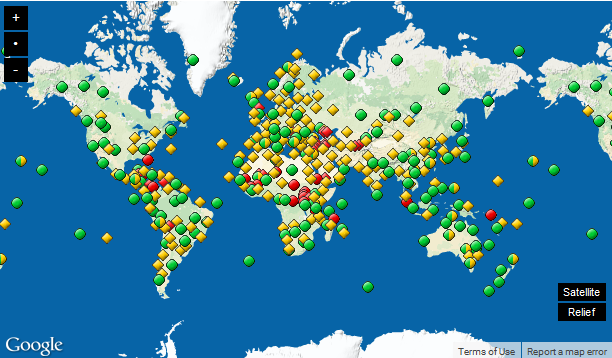 +
•
-
Satellite
Relief
Google
Terms of Use
Report a map error